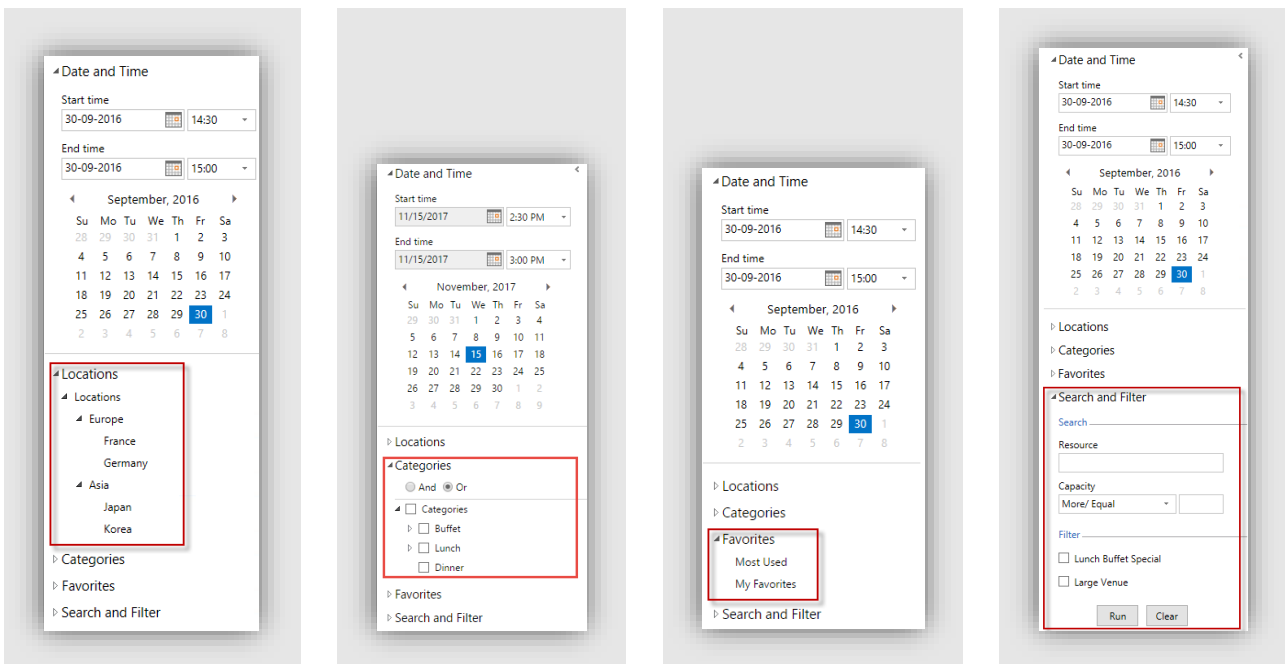 Date and Time
Start time
30-09-2016 14:30
End time
30-09-2016 15:00
September, 2016
Su Mo Tu We Th Fr Sa
28 29 30 31 1 2 3
4 5 6 7 8 9 10
11 12 13 14 15 16 17
18 19 20 21 22 23 24
25 26 27 28 29 30 1
2 3 4 5 6 7 8
Locations
Locations
Europe
France
Germany
Asia
Japan
Korea
Categories
Favorites
Search and Filter
Date and Time
Start time
11/15/2017 2:30 PM
End time
11/15/2017 3:00 PM
November, 2017
Su Mo Tu We Th Fr Sa
29 30 31 1 2 3 4
5 6 7 8 9 10 11
12 13 14 15 16 17 18
19 20 21 22 23 24 25
26 27 28 29 30 1 2
3 4 5 6 7 8 9
Locations
Categories
And Or
Categories
Buffet
Lunch
Dinner
Favorites
Search and Filter
Date and Time
Start time
30-09-2016 14:30
End time
30-09-2016 15:00
September, 2016
Su Mo Tu We Th Fr Sa
28 29 30 31 1 2 3
4 5 6 7 8 9 10
11 12 13 14 15 16 17
18 19 20 21 22 23 24
25 26 27 28 29 30 1
2 3 4 5 6 7 8
Locations
Categories
Favorites
Most Used
My Favorites
Search and Filter
Date and Time
Start time
30-09-2016 14:30
End time
30-09-2016 15:00
September, 2016
Su Mo Tu We Th Fr Sa
28 29 30 31 1 2 3
4 5 6 7 8 9 10
11 12 13 14 15 16 17
18 19 20 21 22 23 24
25 26 27 28 29 30 1
2 3 4 5 6 7 8
Locations
Categories
Favorites
Search and Filter
Search
Resource
Capacity
More/ Equal
Filter
Lunch Buffet Special
Large Venue
Run Clear